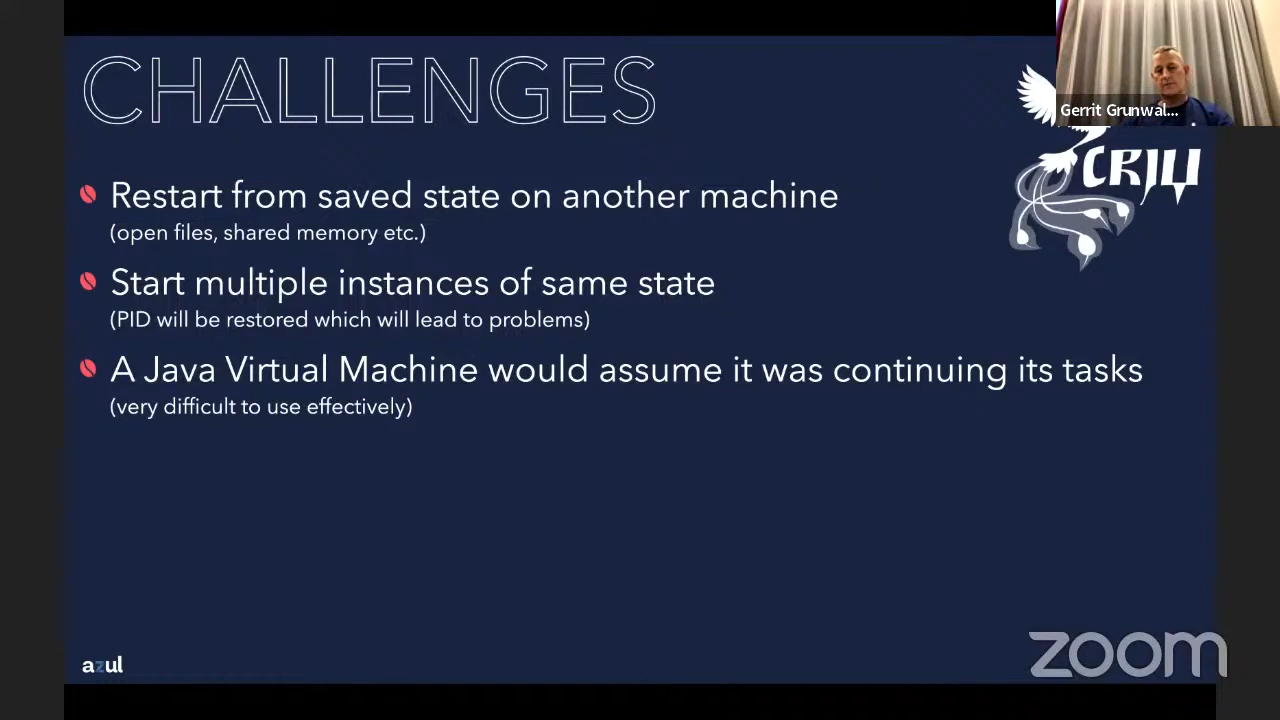 CHALLENGES
Gerrit Grunwal...
CRIU
Restart from saved state on another machine
(open files, shared memory etc.)
Start multiple instances of same state
(PID will be restored which will lead to problems)
A Java Virtual Machine would assume it was continuing its tasks
(very difficult to use effectively)
azul
zoom